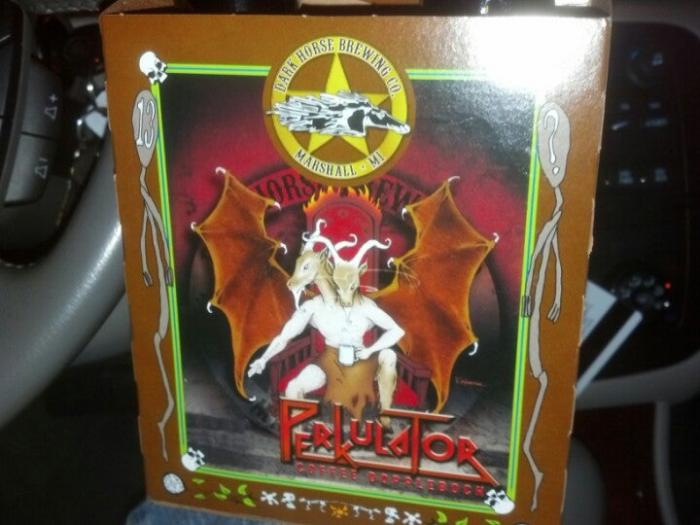 DARK HORSE BREWING CO.
MARSHALL - MI
13
?
PERKULATOR
COFFEE DOPPLEBOCK